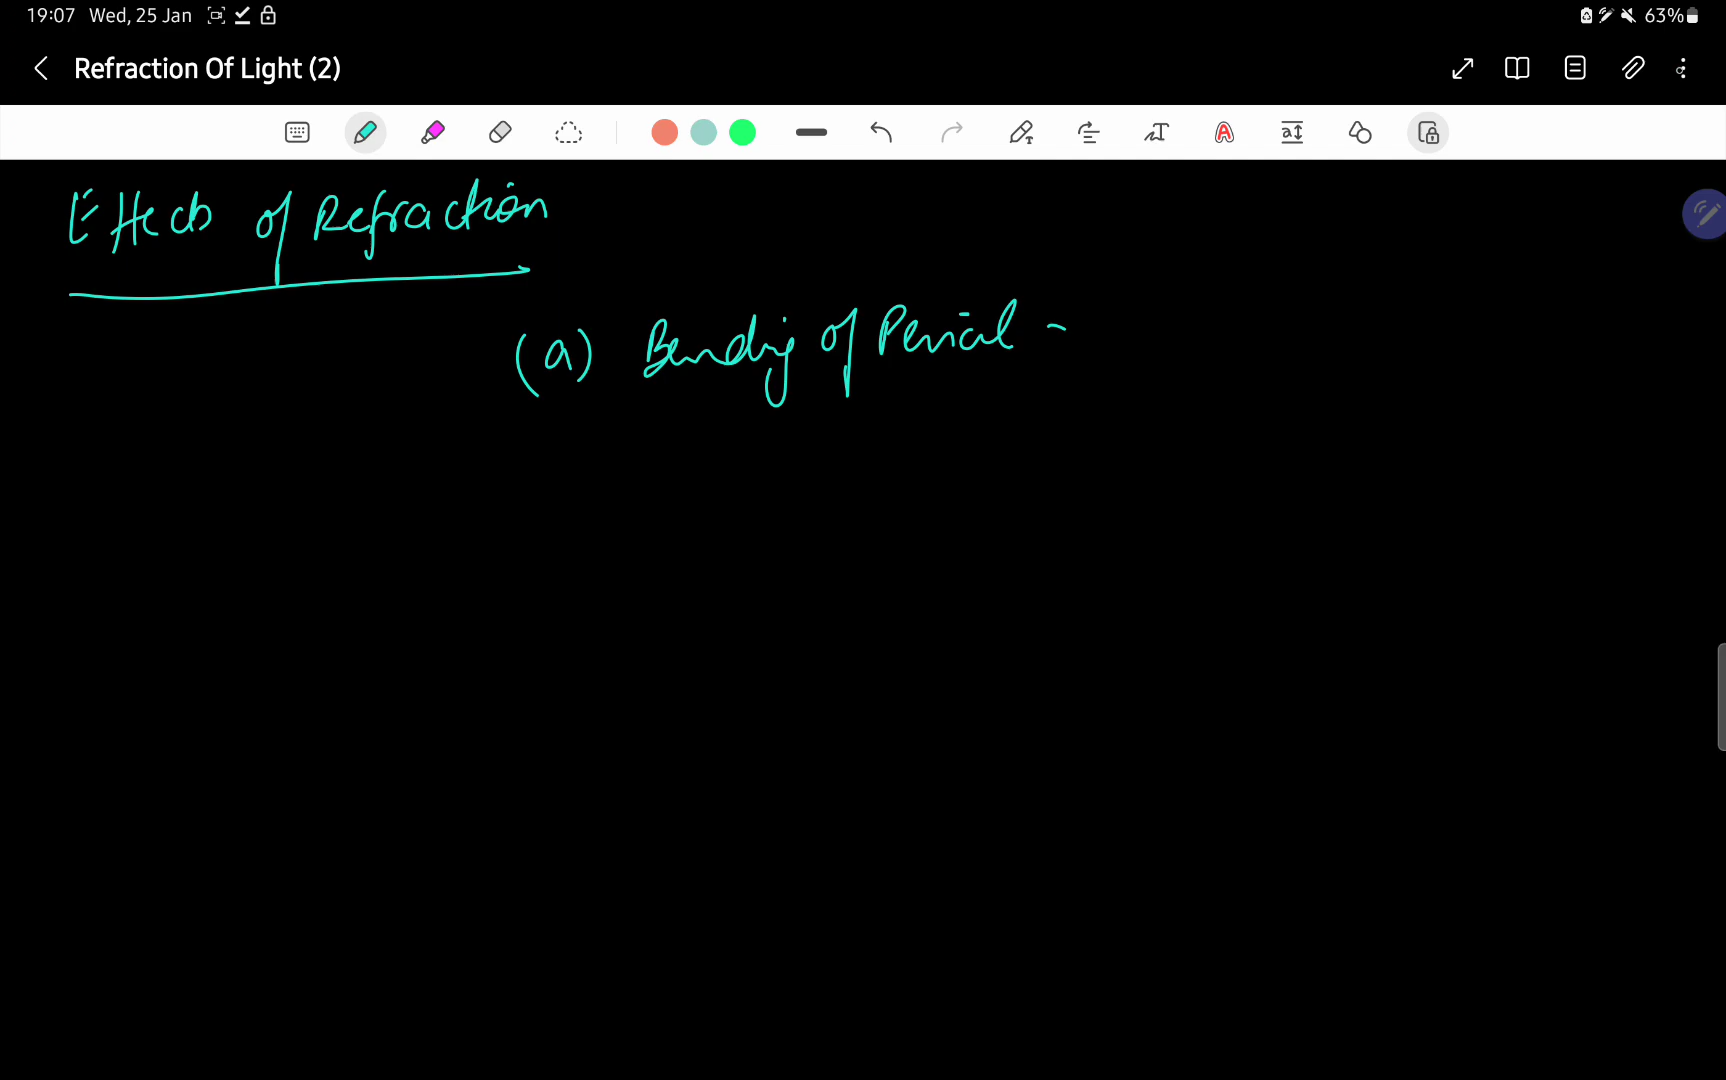 19:07 Wed, 25 Jan 63%
Refraction Of Light (2)
Effects of Refraction
(a) Bending of Pencil -